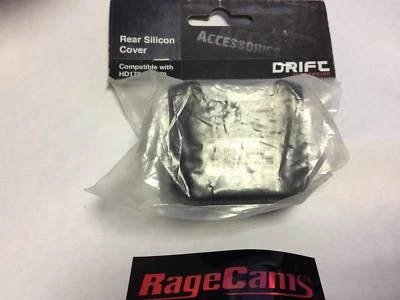 Rear Silicon
Cover
ACCESSORIES
Compatible with
DRIFT
RageCams